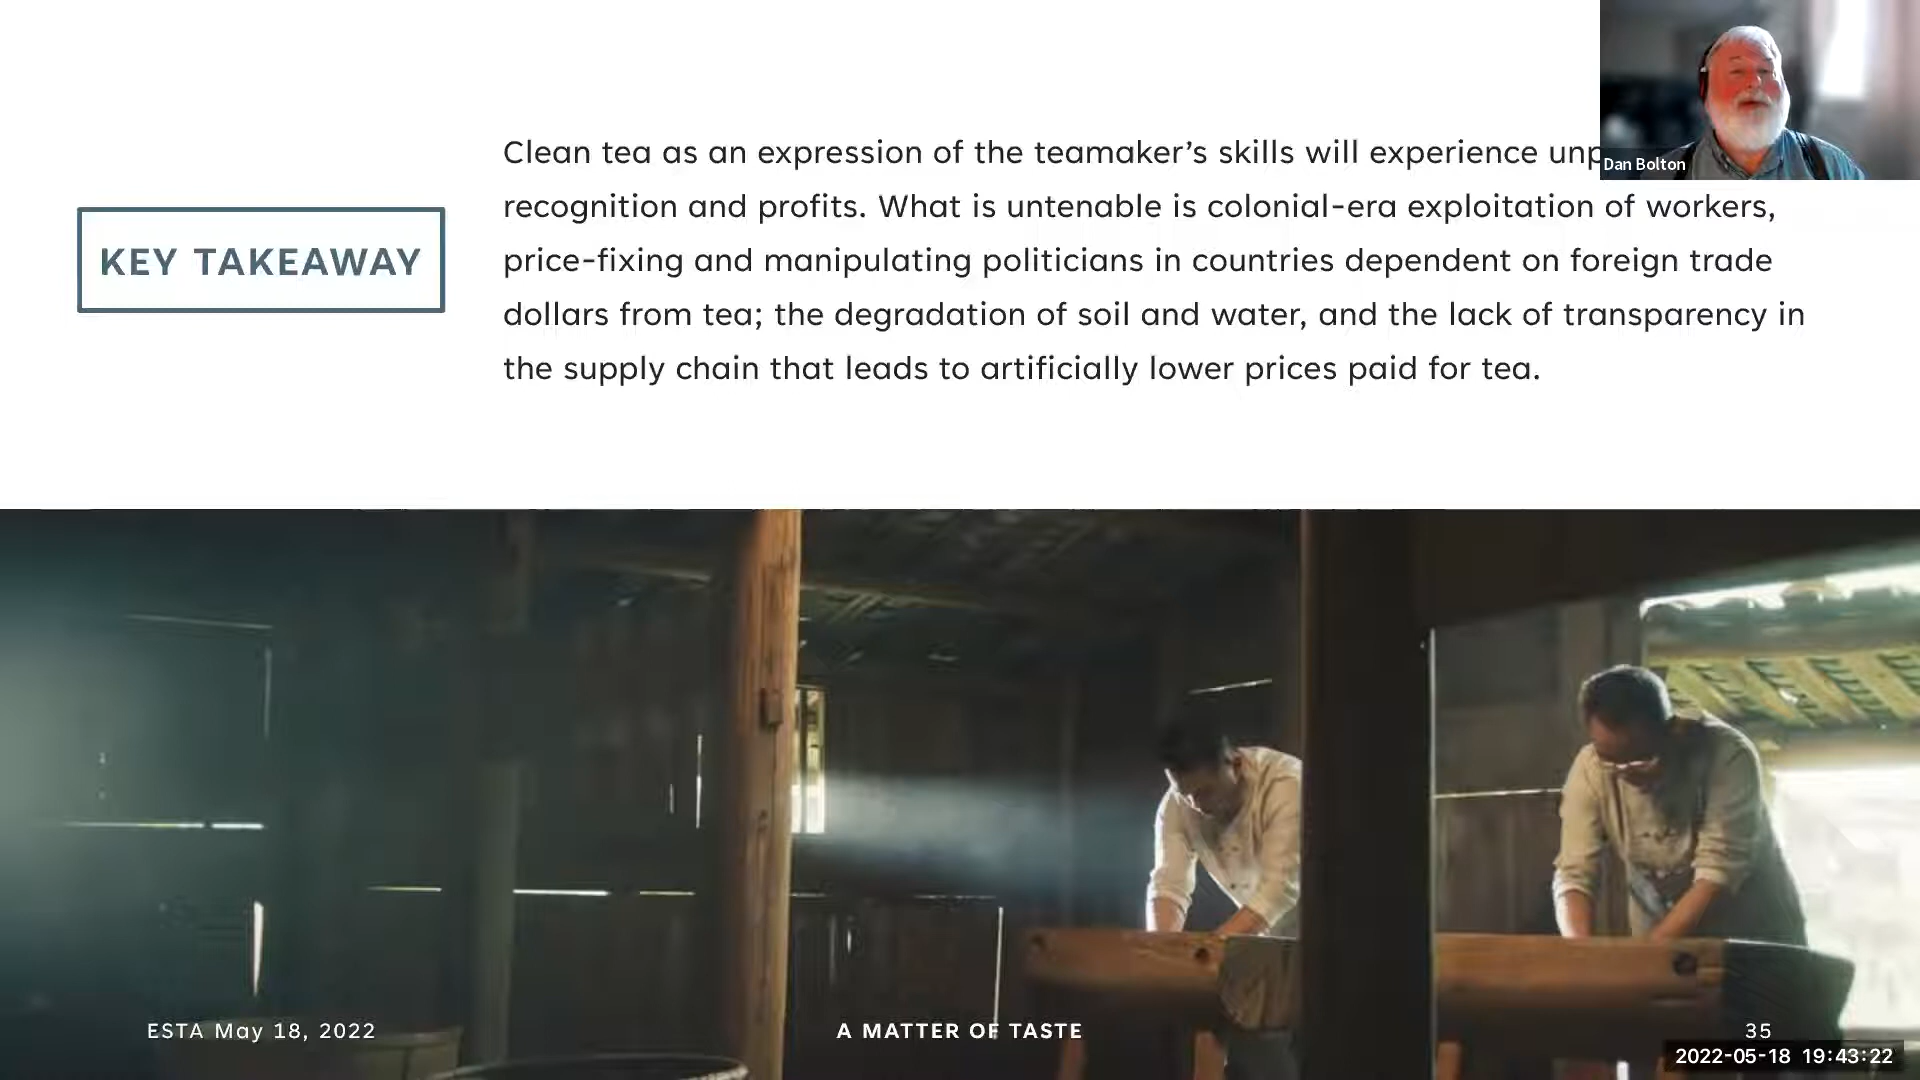 Clean tea as an expression of the teamaker’s skills will experience
recognition and profits. What is untenable is colonial-era exploitation of workers,
price-fixing and manipulating politicians in countries dependent on foreign trade
dollars from tea; the degradation of soil and water, and the lack of transparency in
the supply chain that leads to artificially lower prices paid for tea.
KEY TAKEAWAY
Dan Bolton
ESTA May 18, 2022
A MATTER OF TASTE
35
2022-05-18 19:43:22